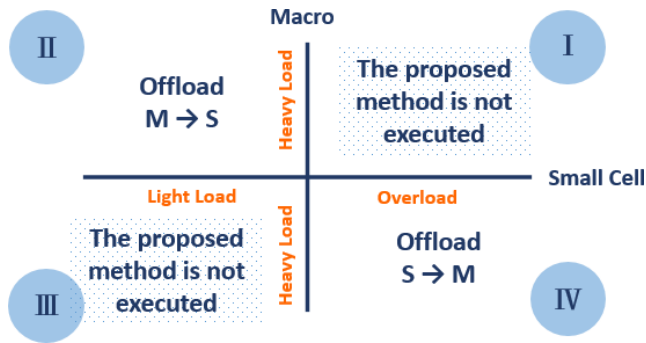 Macro
Ⅱ
Ⅰ
Offload
M → S
Heavy Load
The proposed
method is not
executed
Small Cell
Light Load
Overload
The proposed
method is not
executed
Heavy Load
Offload
S → M
Ⅲ
Ⅳ